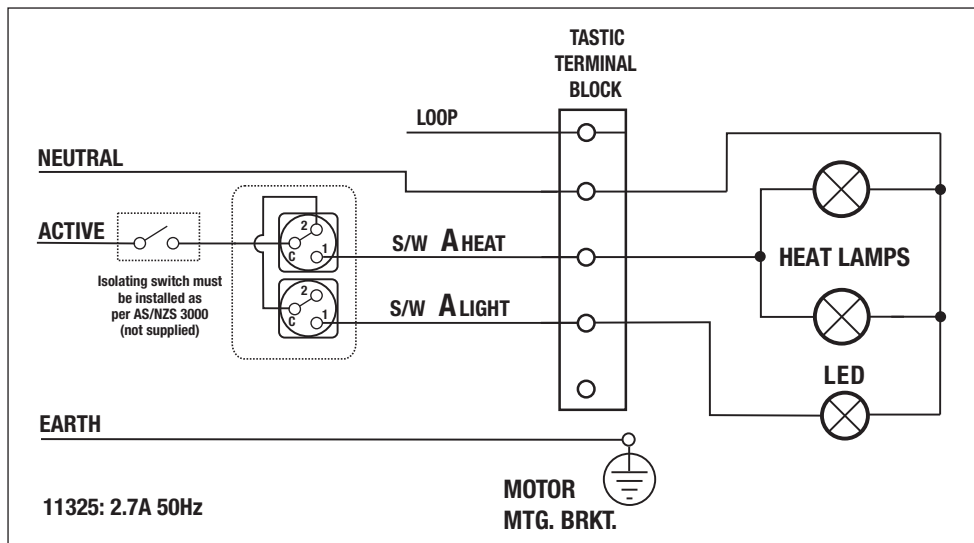 TASTIC
TERMINAL
BLOCK
LOOP
NEUTRAL
ACTIVE
2
C
1
S/W A HEAT
HEAT LAMPS
Isolating switch must
be installed as
per AS/NZS 3000
(not supplied)
2
C
1
S/W A LIGHT
LED
EARTH
MOTOR
MTG. BRKT.
11325: 2.7A 50Hz